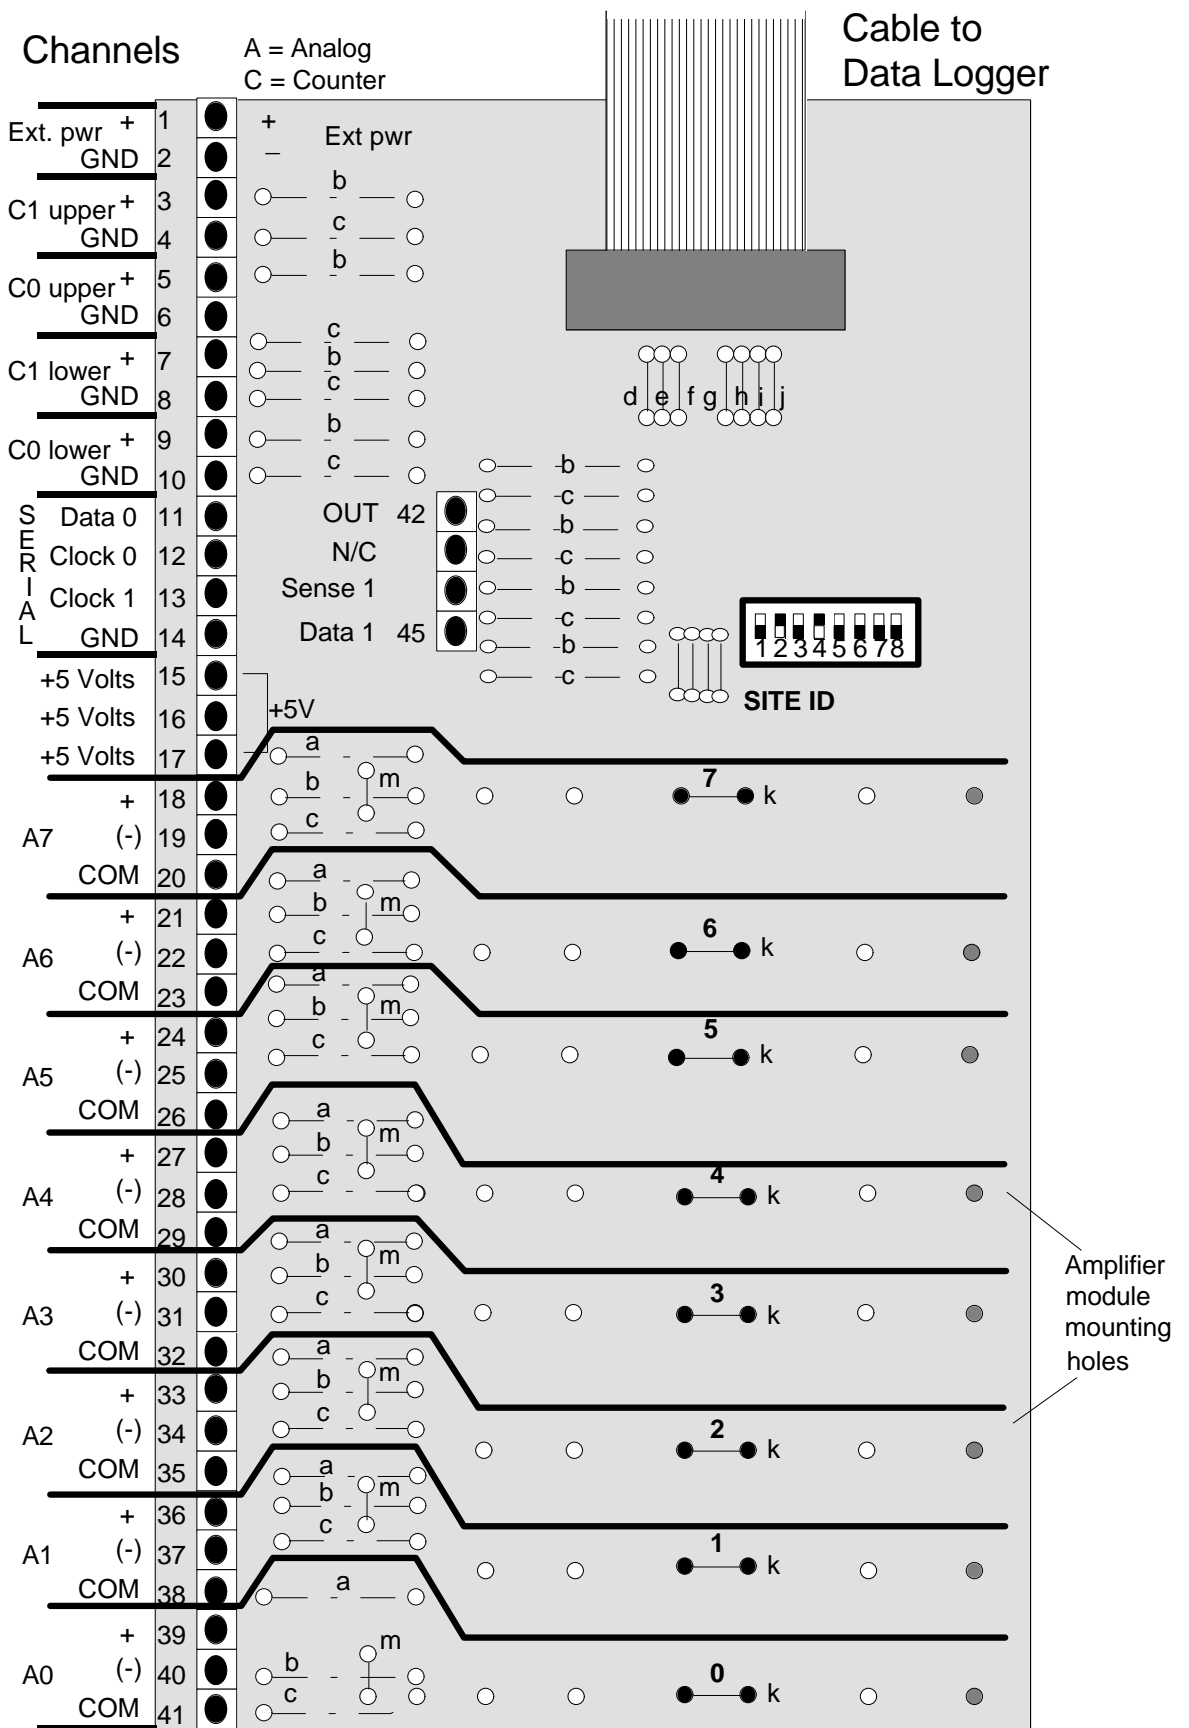 Channels
A = Analog
C = Counter
Cable to
Data Logger
Ext. pwr + 1
GND 2
+
–
Ext pwr
C1 upper + 3
GND 4
C0 upper + 5
GND 6
C1 lower + 7
GND 8
C0 lower + 9
GND 10
b
c
b
c
b
c
b
c
d e f g h i j
SERIAL
Data 0 11
Clock 0 12
Clock 1 13
GND 14
OUT 42
N/C
Sense 1
Data 1 45
b
c
b
c
b
c
b
c
1 2 3 4 5 6 7 8
SITE ID
+5 Volts 15
+5 Volts 16
+5 Volts 17
+5V
A7
+ 18
(-) 19
COM 20
a
b m
c
7 k
A6
+ 21
(-) 22
COM 23
a
b m
c
6 k
A5
+ 24
(-) 25
COM 26
a
b m
c
5 k
A4
+ 27
(-) 28
COM 29
a
b m
c
4 k
A3
+ 30
(-) 31
COM 32
a
b m
c
3 k
Amplifier
module
mounting
holes
A2
+ 33
(-) 34
COM 35
a
b m
c
2 k
A1
+ 36
(-) 37
COM 38
a
b m
c
1 k
A0
+ 39
(-) 40
COM 41
a
m
b
c
0 k